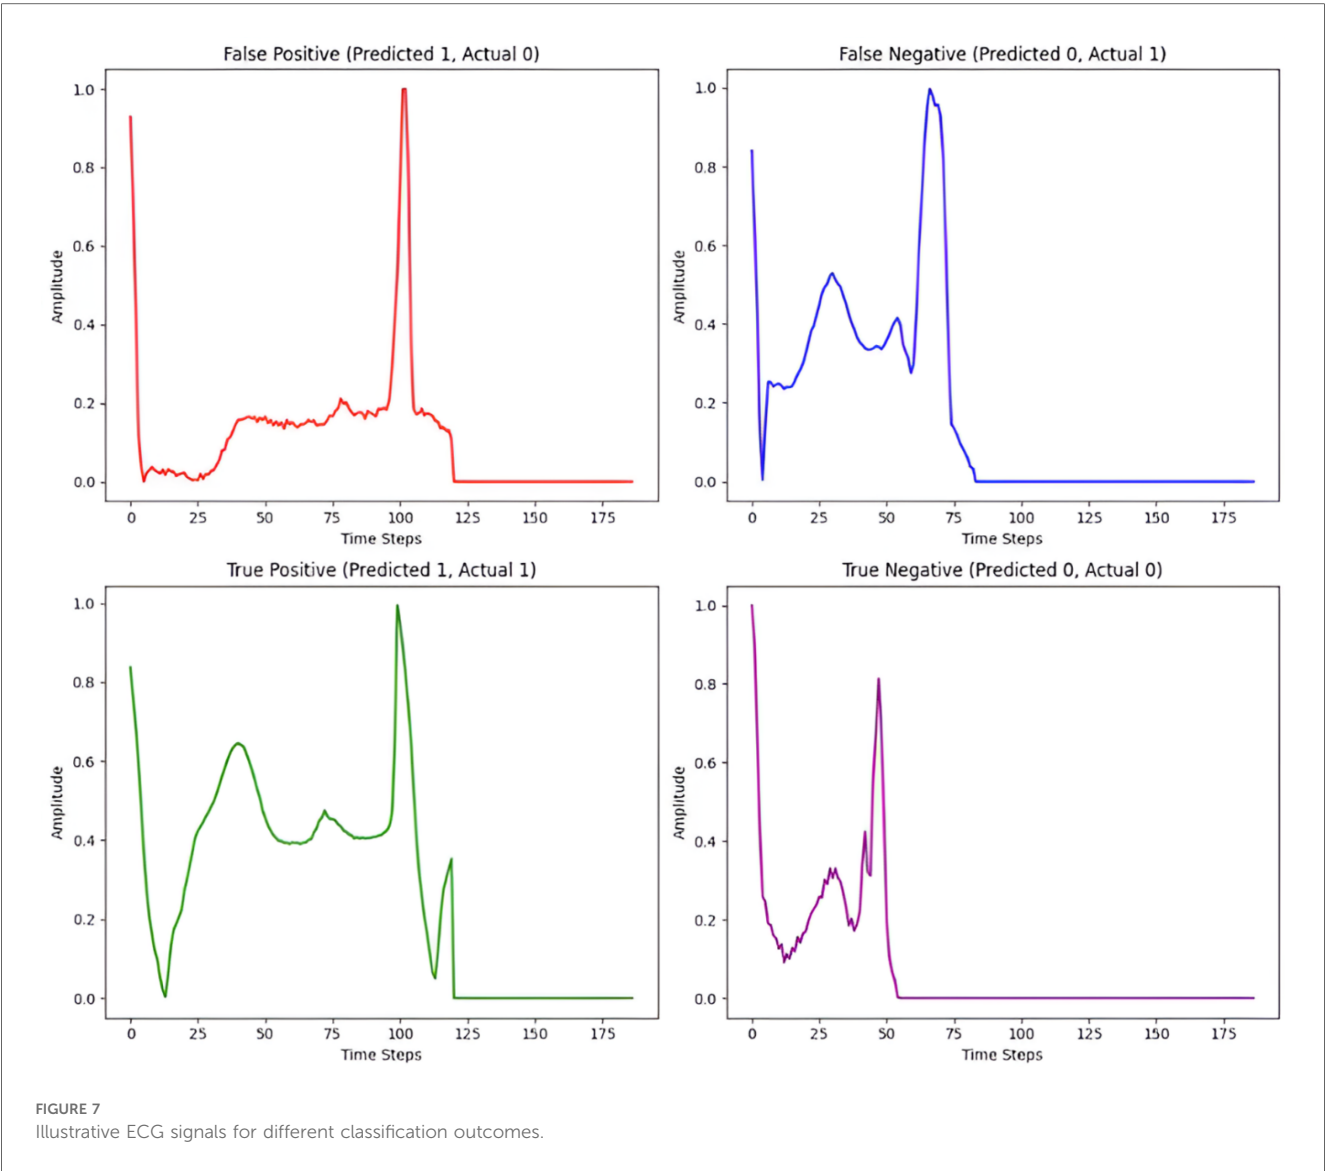 False Positive (Predicted 1, Actual 0)
1.0
0.8
0.6
0.4
0.2
0.0
Amplitude
0 25 50 75 100 125 150 175
Time Steps
False Negative (Predicted 0, Actual 1)
1.0
0.8
0.6
0.4
0.2
0.0
Amplitude
0 25 50 75 100 125 150 175
Time Steps
True Positive (Predicted 1, Actual 1)
1.0
0.8
0.6
0.4
0.2
0.0
Amplitude
0 25 50 75 100 125 150 175
Time Steps
True Negative (Predicted 0, Actual 0)
1.0
0.8
0.6
0.4
0.2
0.0
Amplitude
0 25 50 75 100 125 150 175
Time Steps
FIGURE 7
Illustrative ECG signals for different classification outcomes.